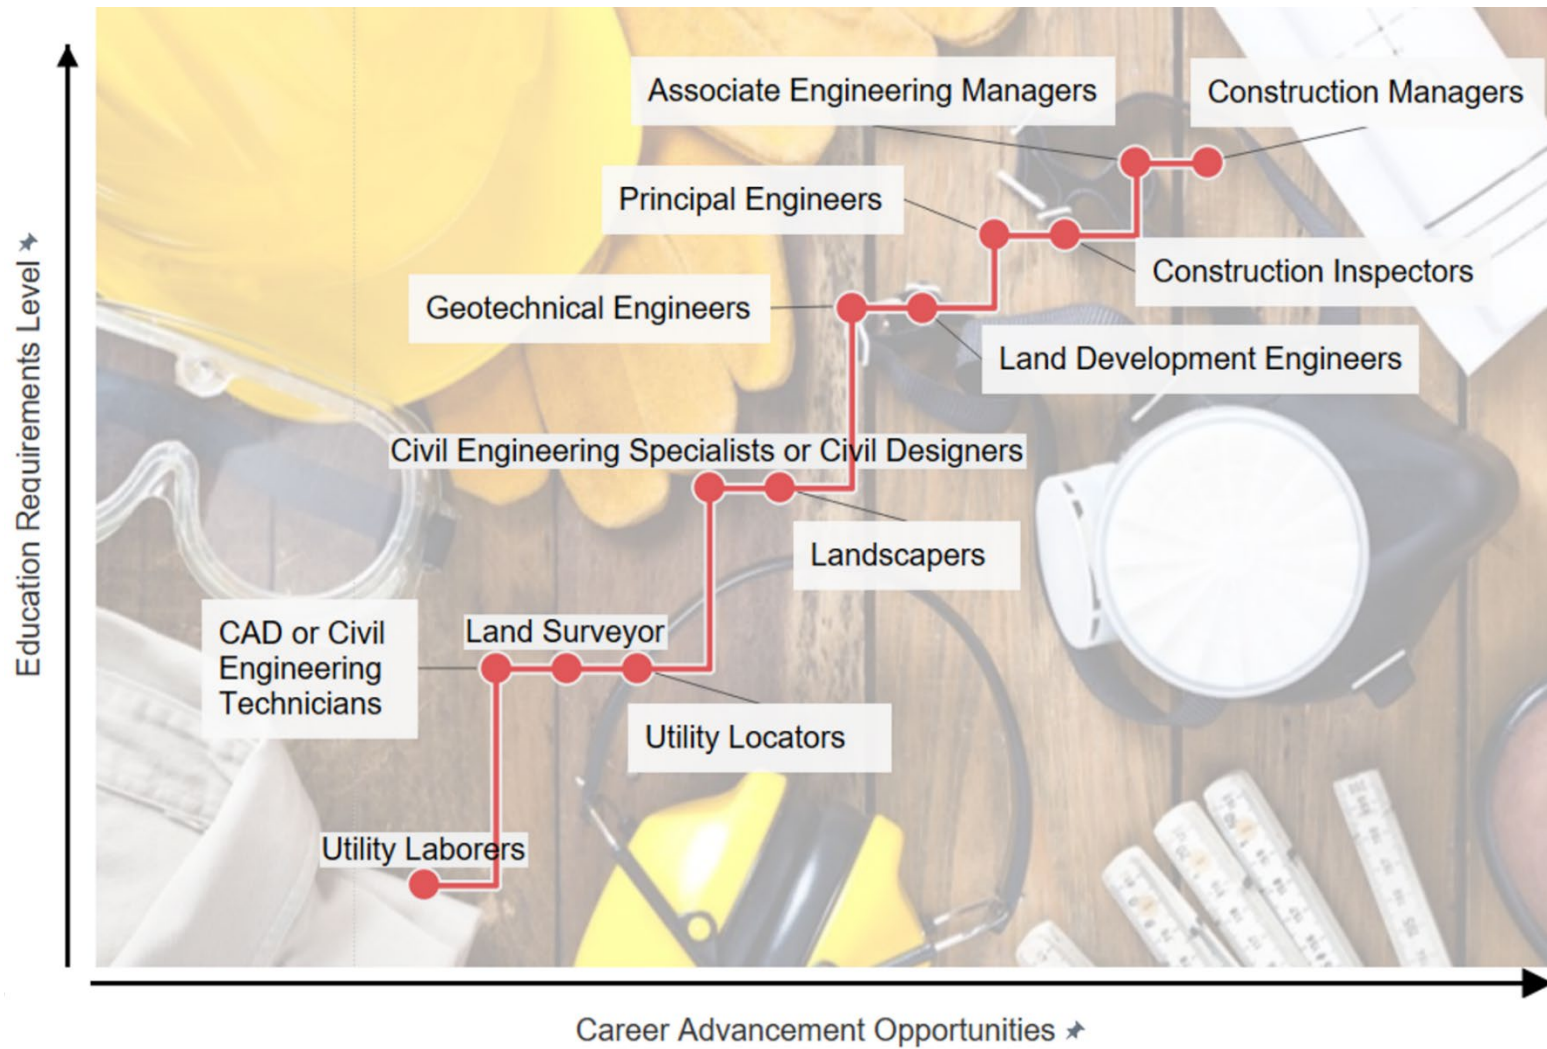 Associate Engineering Managers
Construction Managers
Principal Engineers
Construction Inspectors
Geotechnical Engineers
Land Development Engineers
Civil Engineering Specialists or Civil Designers
Landscapers
CAD or Civil
Engineering
Technicians
Land Surveyor
Utility Locators
Utility Laborers
Education Requirements Level
Career Advancement Opportunities